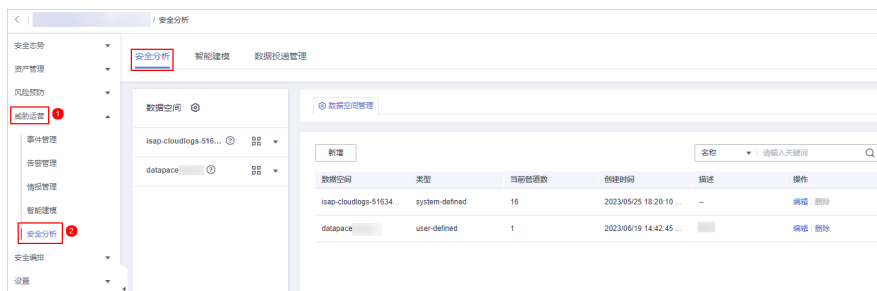 / 安全分析
安全态势
资产管理
风险预防
威胁运营 1
事件管理
告警管理
情报管理
智能建模
安全分析 2
安全编排
设置
安全分析 智能建模 数据投递管理
数据空间
isap-cloudlogs-516...
datapace
数据空间管理
新增 名称 请输入关键词
数据空间 类型 当前管道数 创建时间 描述 操作
isap-cloudlogs-51634... system-defined 16 2023/05/25 18:20:10 ... -- 编辑 删除
datapace user-defined 1 2023/06/19 14:42:45 ... 编辑 删除